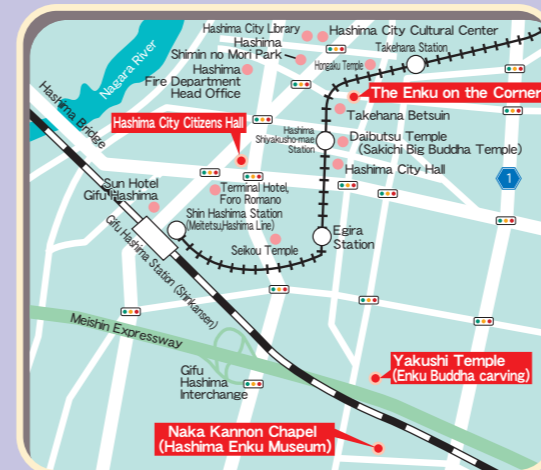 Hashima City Library
Hashima City Cultural Center
Hashima
Shimin no Mori Park
Takehana Station
Hongaku Temple
Hashima
Fire Department
Head Office
Nagara River
The Enku on the Corner
Hashima Bridge
Takehana Betsuin
Hashima City Citizens Hall
Hashima
Shiyakusho-mae
Station
Daibutsu Temple
(Sakichi Big Buddha Temple)
Hashima City Hall
1
Sun Hotel
Gifu Hashima
Terminal Hotel,
Foro Romano
Shin Hashima Station
(Meitetsu,Hashima Line)
Gifu Hashima Station (Shinkansen)
Seikou Temple
Egira
Station
Meishin Expressway
Gifu
Hashima
Interchange
Yakushi Temple
(Enku Buddha carving)
Naka Kannon Chapel
(Hashima Enku Museum)